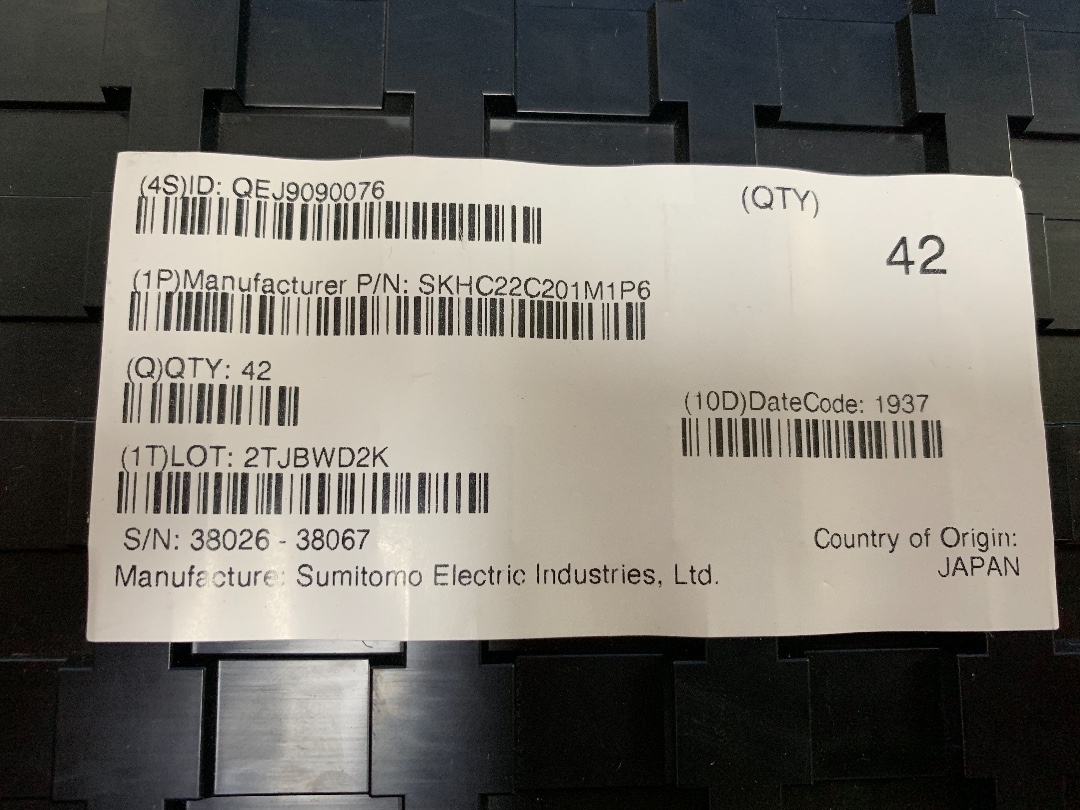 (4S)ID: QEJ9090076
(QTY)
42
(1P)Manufacturer P/N: SKHC22C201M1P6
(Q)QTY: 42
(10D)DateCode: 1937
(1T)LOT: 2TJBWD2K
S/N: 38026 - 38067
Country of Origin:
JAPAN
Manufacture: Sumitomo Electric Industries, Ltd.